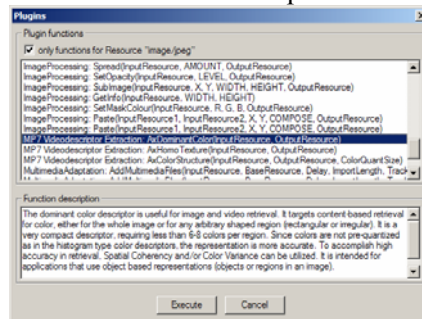 Plugins
Plugin functions
only functions for Resource "image/jpeg"
ImageProcessing: Spread(InputResource, AMOUNT, OutputResource)
ImageProcessing: SetOpacity(InputResource, LEVEL, OutputResource)
ImageProcessing: SubImage(InputResource, X, Y, WIDTH, HEIGHT, OutputResource)
ImageProcessing: GetInfo(InputResource, WIDTH, HEIGHT)
ImageProcessing: SetMaskColour(InputResource, R, G, B, OutputResource)
ImageProcessing: Paste(InputResource1, InputResource2, X, Y, COMPOSE, OutputResource)
ImageProcessing: Paste(InputResource1, InputResource2, X, Y, COMPOSE, OutputResource)
MP7 Videodescriptor Extraction: AxDominantColor(InputResource, OutputResource)
MP7 Videodescriptor Extraction: AxHomoTexture(InputResource, OutputResource)
MP7 Videodescriptor Extraction: AxColorStructure(InputResource, OutputResource, ColorQuantSize)
MultimediaAdaptation: AddMultimediaFiles(InputResource, BaseResource, Delay, ImportLength, Track
Function description
The dominant color descriptor is useful for image and video retrieval. It targets content-based retrieval
for color, either for the whole image or for any arbitrary shaped region (rectangular or irregular). It is a
very compact descriptor, requiring less than 6-8 colors per region. Since colors are not pre-quantized
as in the histogram type color descriptors, the representation is more accurate. To accomplish high
accuracy in retrieval, Spatial Coherency and/or Color Variance can be utilized. It is intended for
applications that use object based representations (objects or regions in an image).
Execute
Cancel